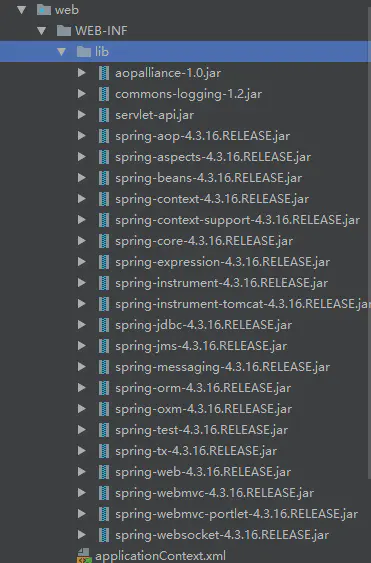 web
WEB-INF
lib
aopalliance-1.0.jar
commons-logging-1.2.jar
servlet-api.jar
spring-aop-4.3.16.RELEASE.jar
spring-aspects-4.3.16.RELEASE.jar
spring-beans-4.3.16.RELEASE.jar
spring-context-4.3.16.RELEASE.jar
spring-context-support-4.3.16.RELEASE.jar
spring-core-4.3.16.RELEASE.jar
spring-expression-4.3.16.RELEASE.jar
spring-instrument-4.3.16.RELEASE.jar
spring-instrument-tomcat-4.3.16.RELEASE.jar
spring-jdbc-4.3.16.RELEASE.jar
spring-jms-4.3.16.RELEASE.jar
spring-messaging-4.3.16.RELEASE.jar
spring-orm-4.3.16.RELEASE.jar
spring-oxm-4.3.16.RELEASE.jar
spring-test-4.3.16.RELEASE.jar
spring-tx-4.3.16.RELEASE.jar
spring-web-4.3.16.RELEASE.jar
spring-webmvc-4.3.16.RELEASE.jar
spring-webmvc-portlet-4.3.16.RELEASE.jar
spring-websocket-4.3.16.RELEASE.jar
applicationContext.xml